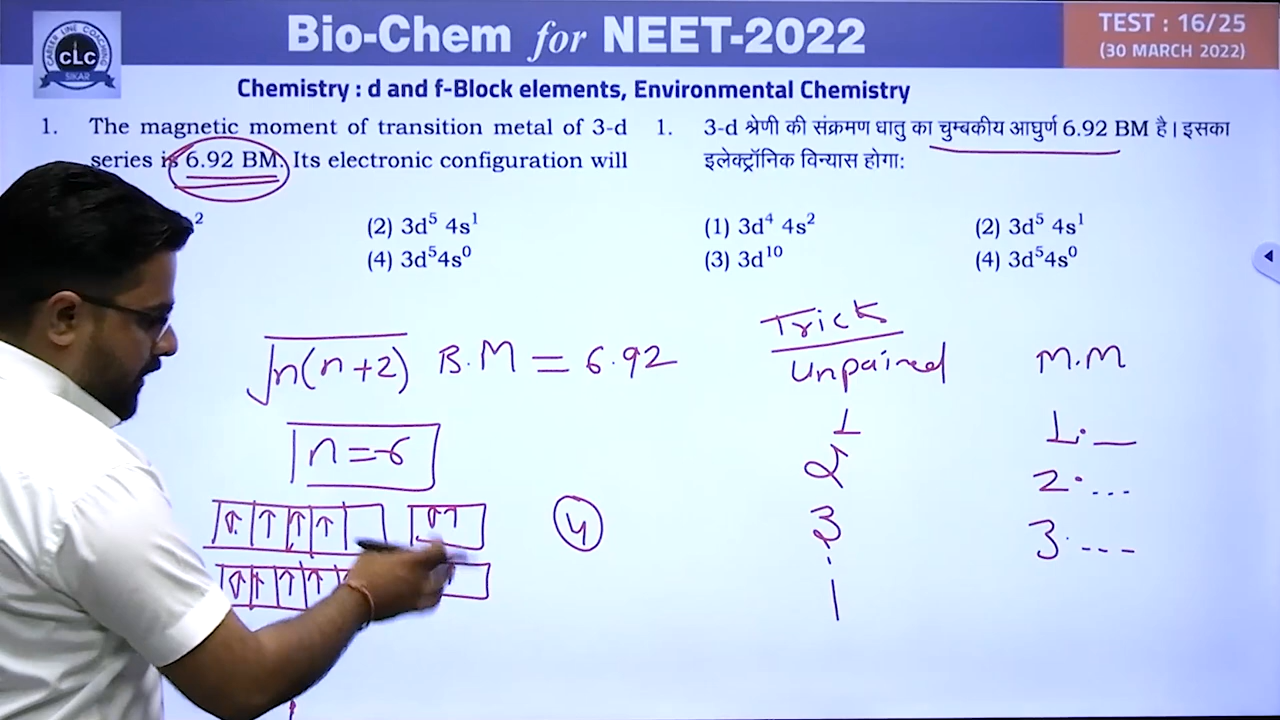 CAREER LINE COACHING
CLC
SIKAR
Bio-Chem for NEET-2022
TEST : 16/25
(30 MARCH 2022)
Chemistry : d and f-Block elements, Environmental Chemistry
1. The magnetic moment of transition metal of 3-d
series is 6.92 BM. Its electronic configuration will
2
(2) 3d⁵ 4s¹
(4) 3d⁵4s⁰
1. 3-d श्रेणी की संक्रमण धातु का चुम्बकीय आघुर्ण 6.92 BM है। इसका
इलेक्ट्रॉनिक विन्यास होगा:
(1) 3d⁴ 4s² (2) 3d⁵ 4s¹
(3) 3d¹⁰ (4) 3d⁵4s⁰
√n(n+2) B.M = 6.92
n = 6
4
Trick
Unpaired M.M
1 1.__
2 2....
3 3.---